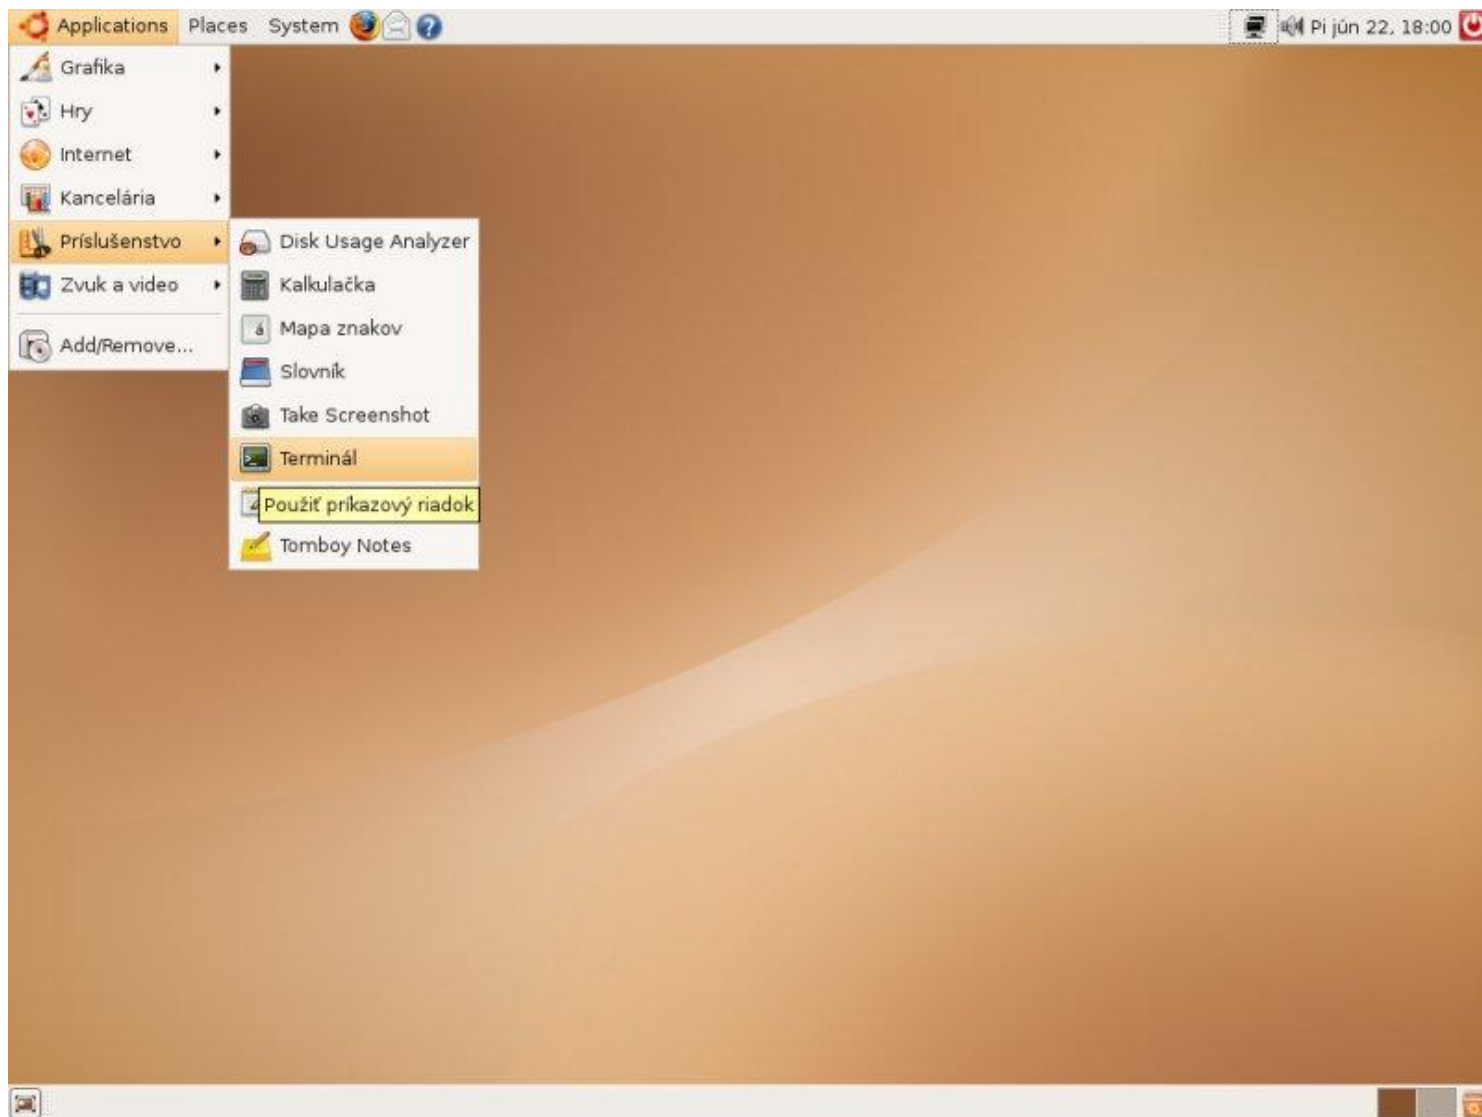 Applications Places System
Pi jún 22, 18:00
Grafika
Hry
Internet
Kancelária
Príslušenstvo
Zvuk a video
Add/Remove...
Disk Usage Analyzer
Kalkulačka
Mapa znakov
Slovník
Take Screenshot
Terminál
Použiť príkazový riadok
Tomboy Notes